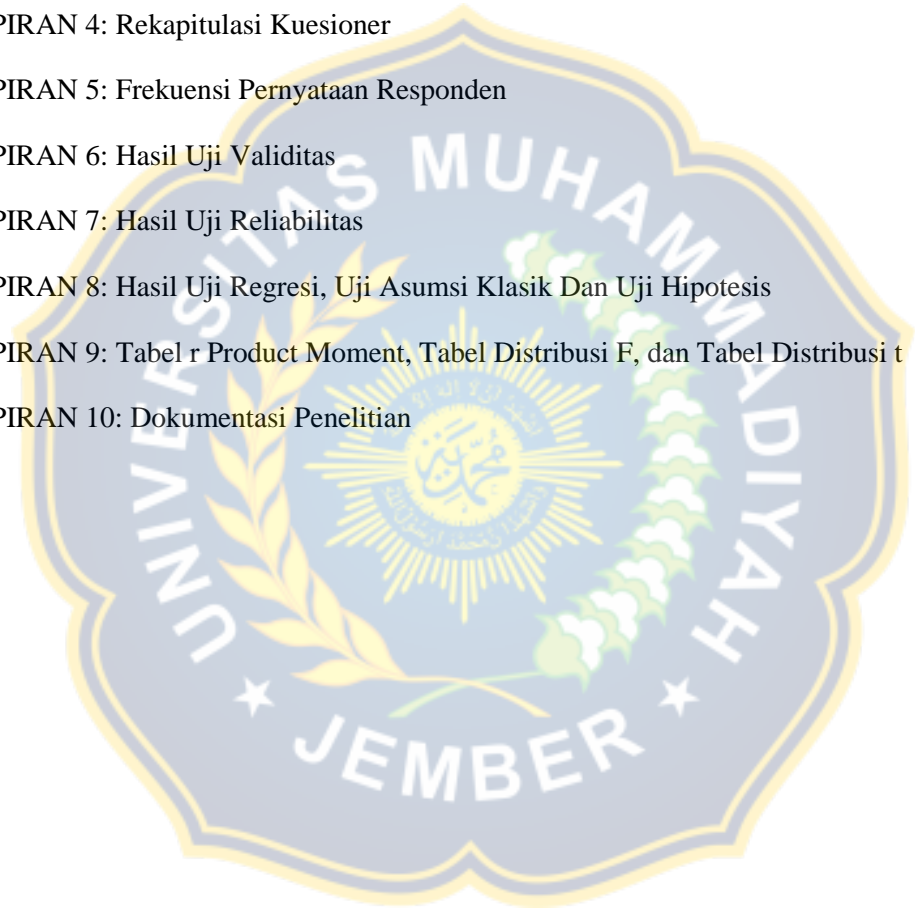 PIRAN 4: Rekapitulasi Kuesioner
PIRAN 5: Frekuensi Pernyataan Responden
PIRAN 6: Hasil Uji Validitas
PIRAN 7: Hasil Uji Reliabilitas
PIRAN 8: Hasil Uji Regresi, Uji Asumsi Klasik Dan Uji Hipotesis
PIRAN 9: Tabel r Product Moment, Tabel Distribusi F, dan Tabel Distribusi t
PIRAN 10: Dokumentasi Penelitian
UNIVERSITAS MUHAMMADIYAH
JEMBER